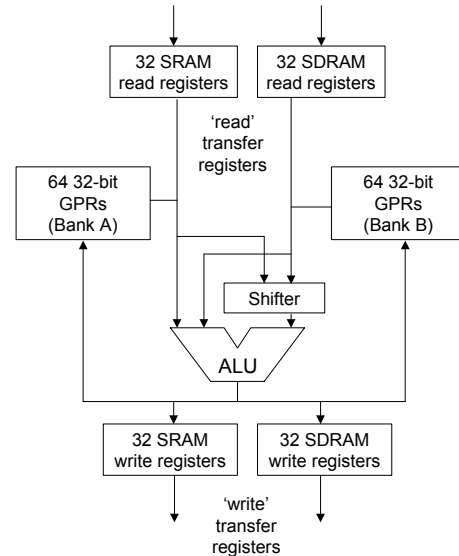 32 SRAM
read registers
32 SDRAM
read registers
‘read’
transfer
registers
64 32-bit
GPRs
(Bank A)
64 32-bit
GPRs
(Bank B)
Shifter
ALU
32 SRAM
write registers
32 SDRAM
write registers
‘write’
transfer
registers